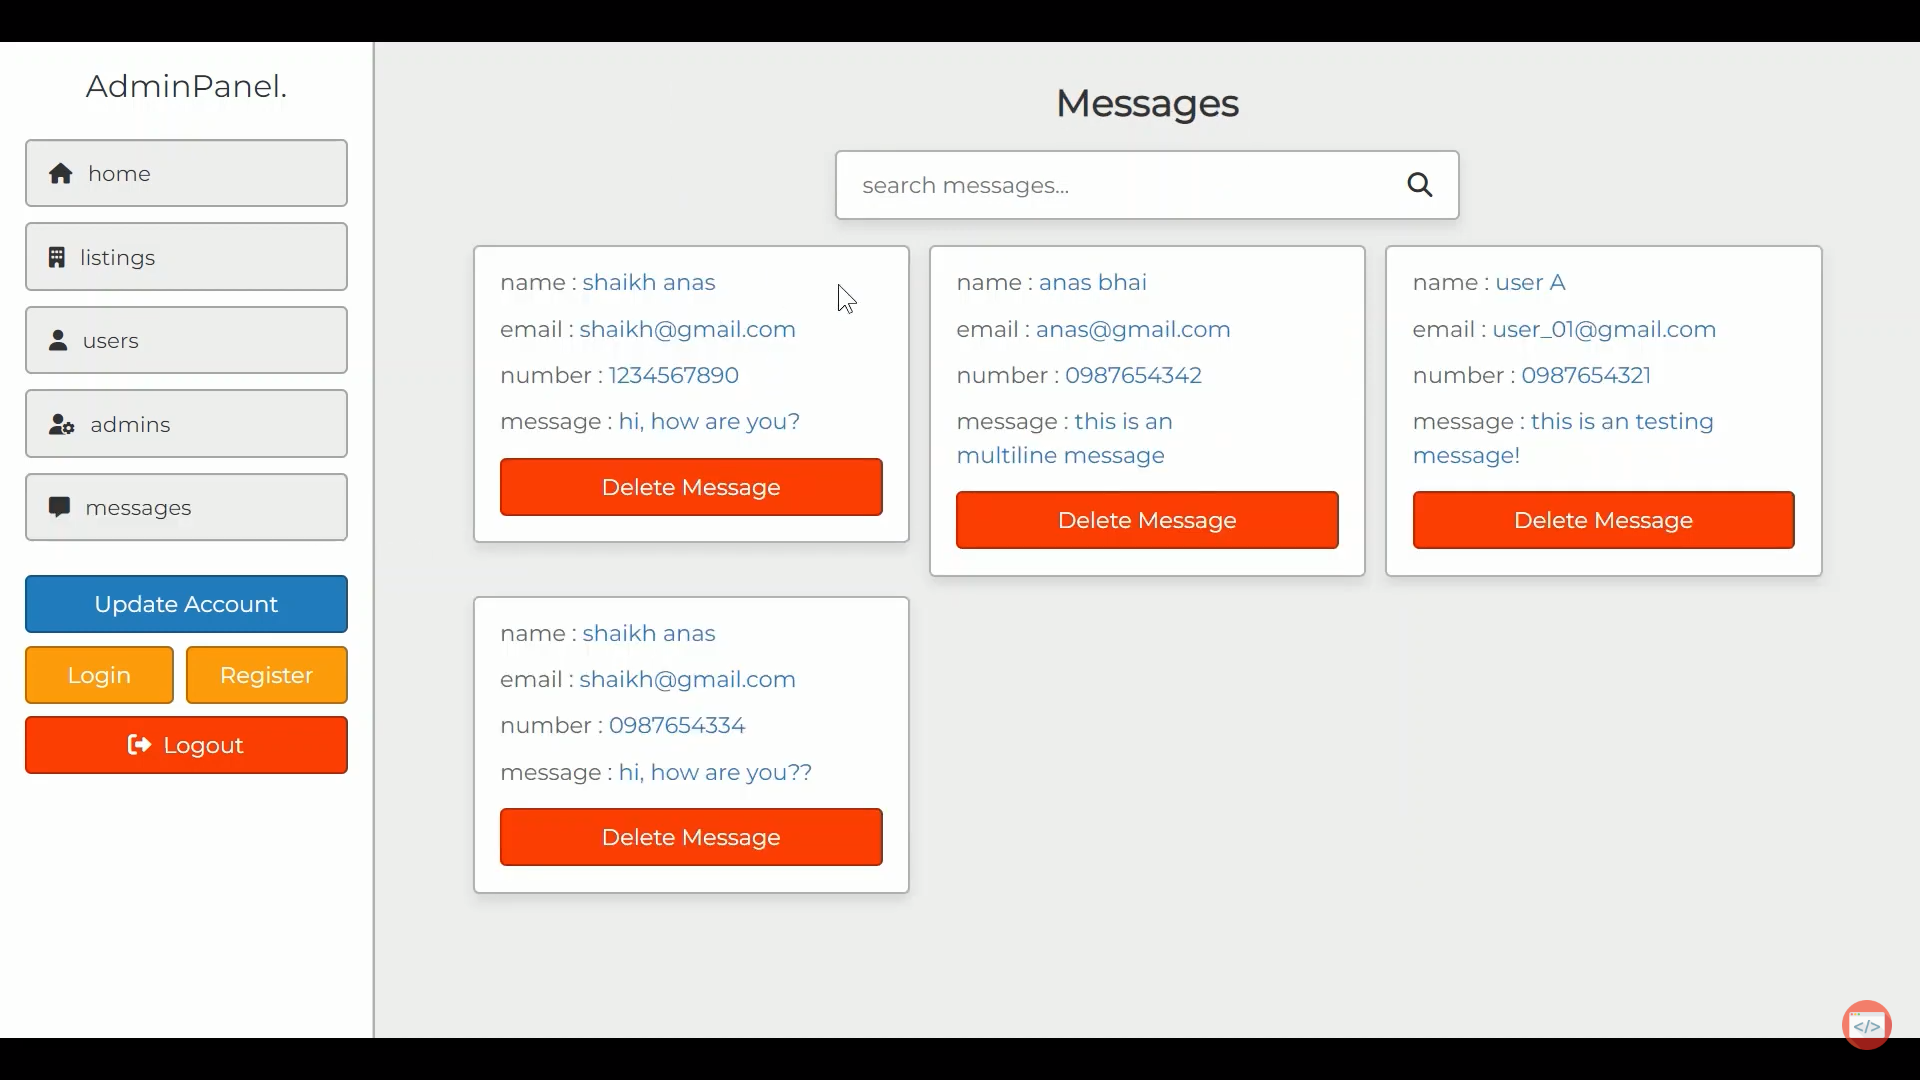 AdminPanel.
home
listings
users
admins
messages
Update Account
Login
Register
Logout
Messages
search messages...
name : shaikh anas
email : shaikh@gmail.com
number : 1234567890
message : hi, how are you?
Delete Message
name : anas bhai
email : anas@gmail.com
number : 0987654342
message : this is an
multiline message
Delete Message
name : user A
email : user_01@gmail.com
number : 0987654321
message : this is an testing
message!
Delete Message
name : shaikh anas
email : shaikh@gmail.com
number : 0987654334
message : hi, how are you??
Delete Message
</>